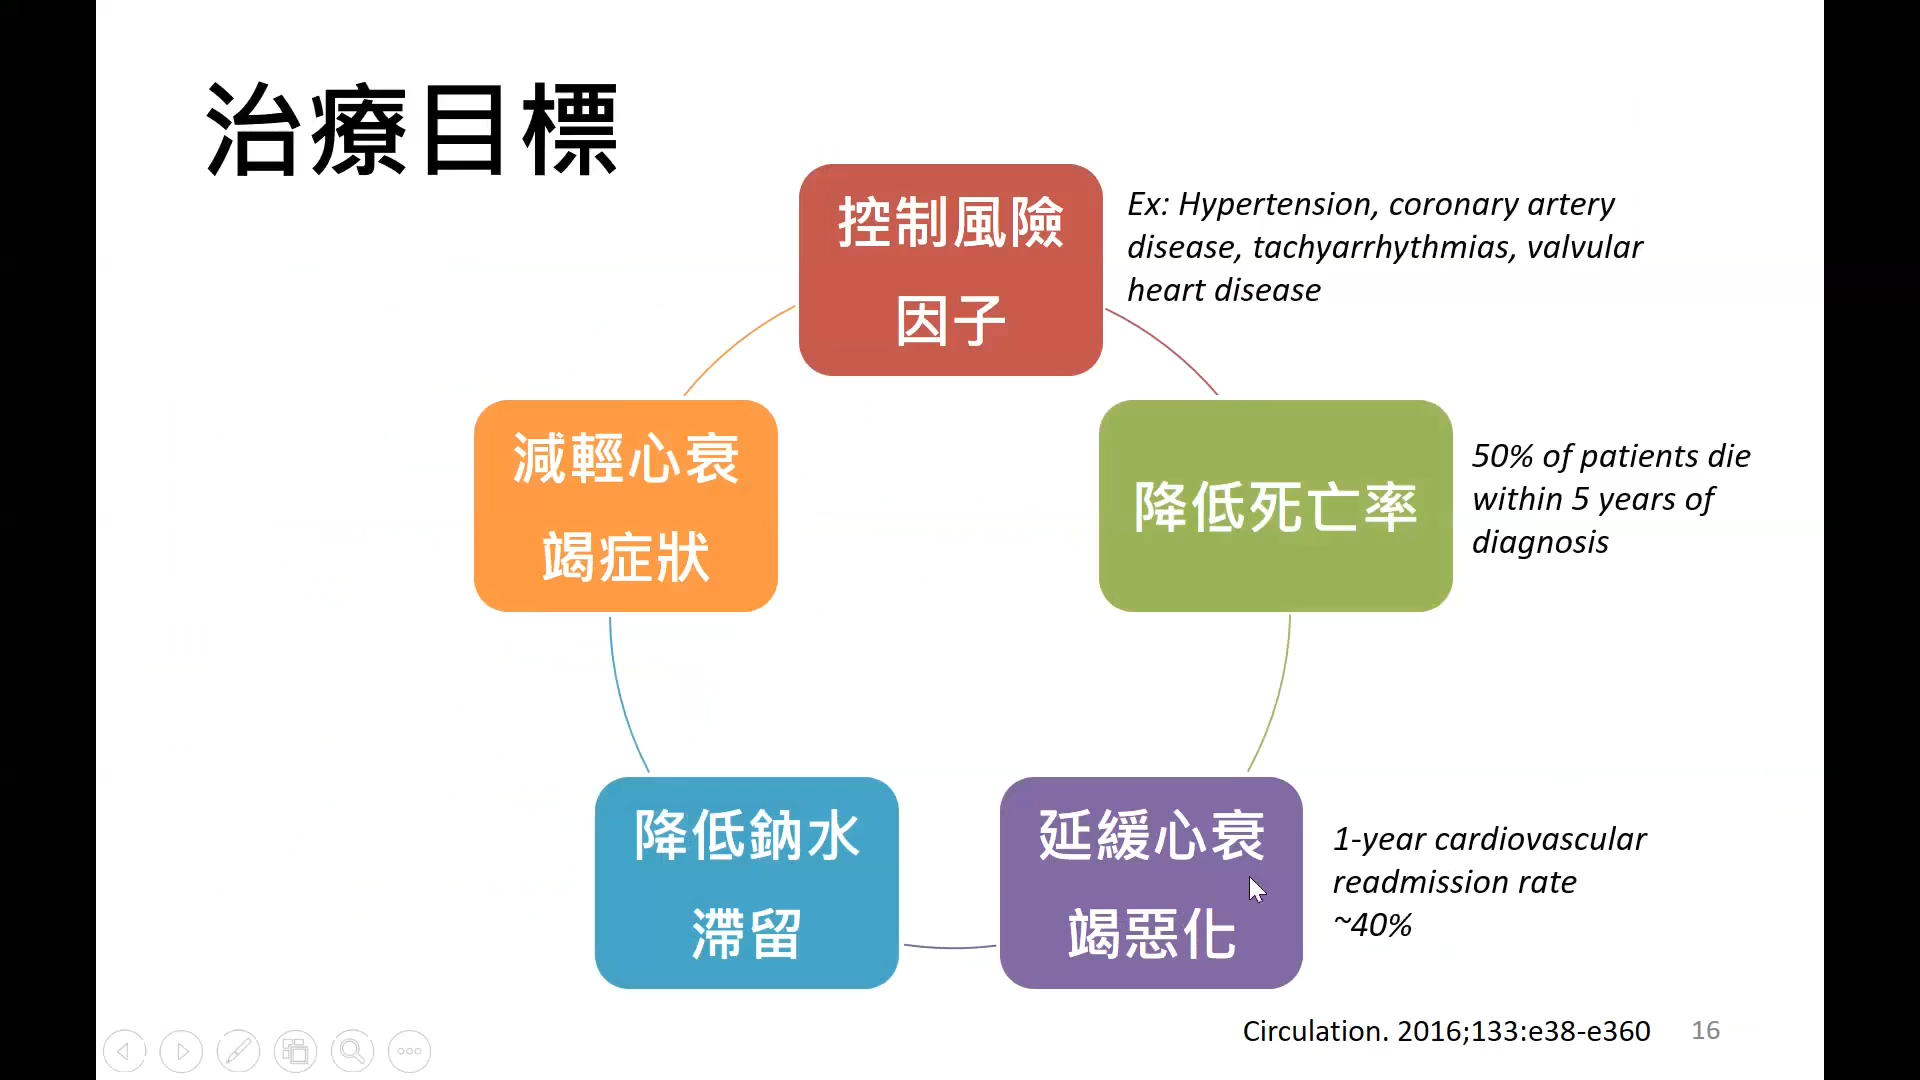 治療目標
控制風險
因子
Ex: Hypertension, coronary artery
disease, tachyarrhythmias, valvular
heart disease
減輕心衰
竭症狀
降低死亡率
50% of patients die
within 5 years of
diagnosis
降低鈉水
滯留
延緩心衰
竭惡化
1-year cardiovascular
readmission rate
~40%
Circulation. 2016;133:e38-e360
16